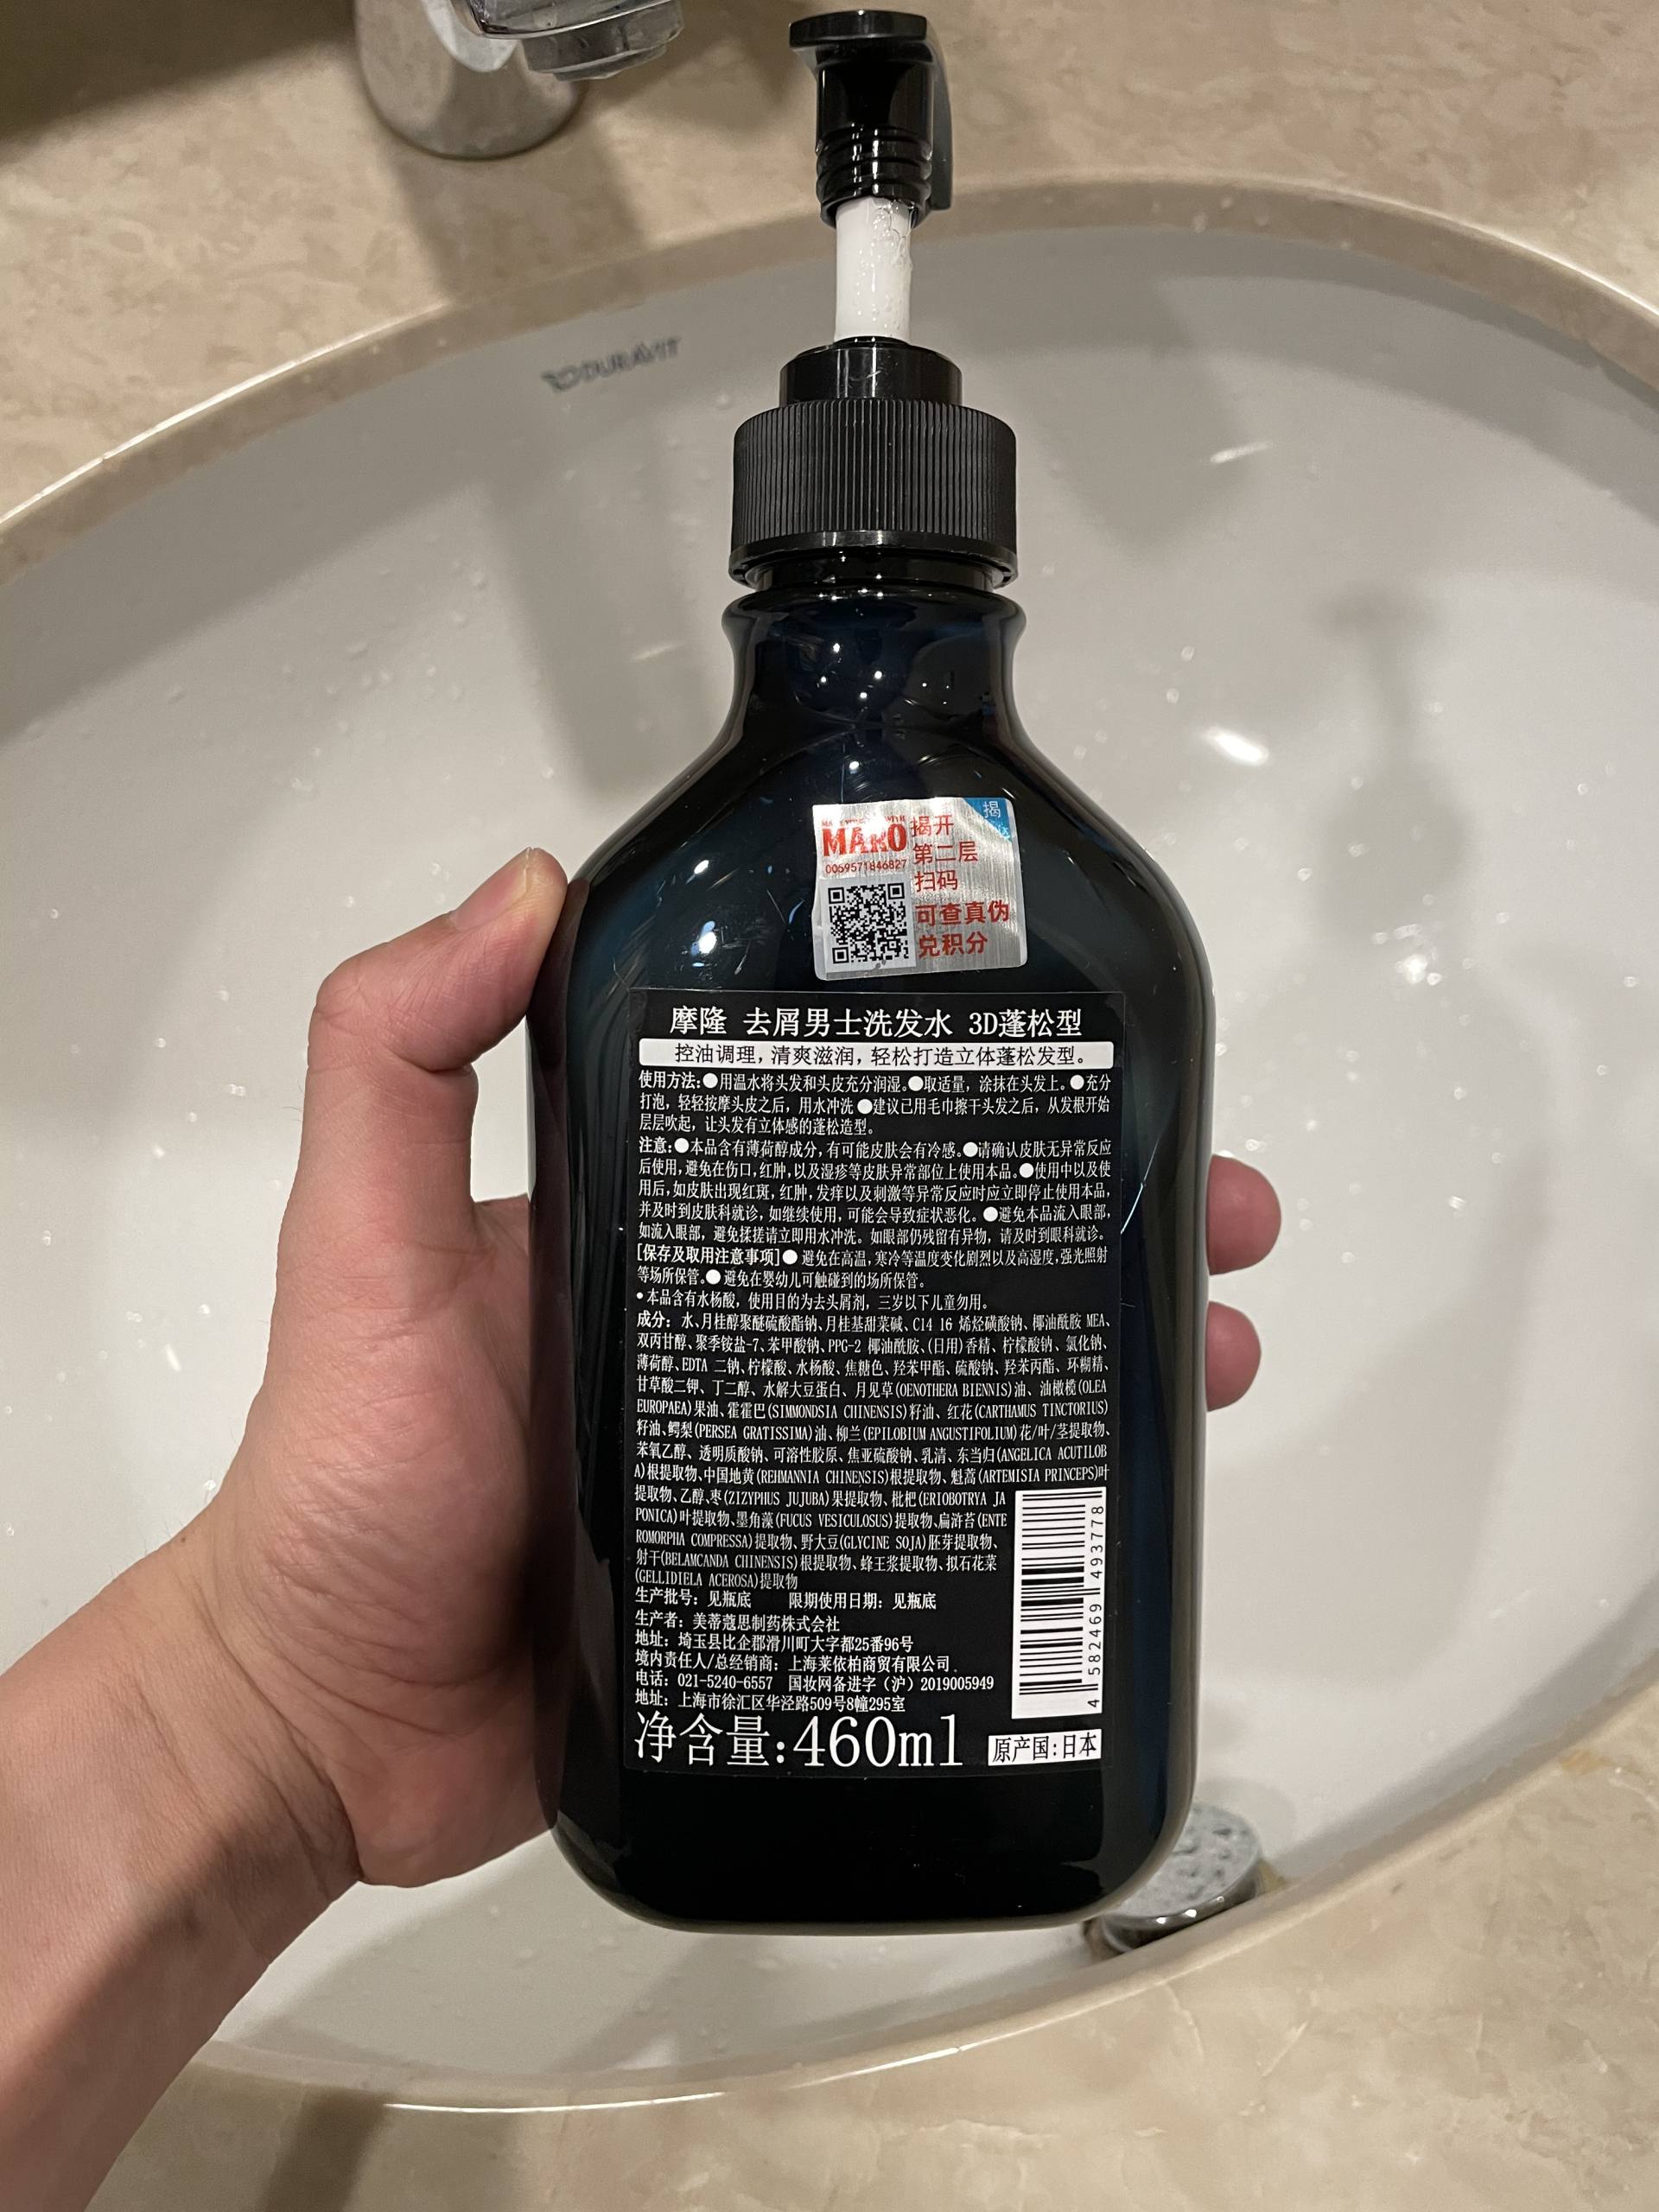 DURAVIT
揭
MARO
0059571846827
揭开
第二层
扫码
可查真伪
兑积分
摩隆 去屑男士洗发水 3D蓬松型
控油调理,清爽滋润,轻松打造立体蓬松发型。
使用方法:●用温水将头发和头皮充分润湿。●取适量,涂抹在头发上。●充分
打泡,轻轻按摩头皮之后,用水冲洗●建议已用毛巾擦干头发之后,从发根开始
层层吹起,让头发有立体感的蓬松造型。
注意:●本品含有薄荷醇成分,有可能皮肤会有冷感。●请确认皮肤无异常反应
后使用,避免在伤口,红肿,以及湿疹等皮肤异常部位上使用本品。●使用中以及使
用后,如皮肤出现红斑,红肿,发痒以及刺激等异常反应时应立即停止使用本品,
并及时到皮肤科就诊,如继续使用,可能会导致症状恶化。●避免本品流入眼部,
如流入眼部,避免揉搓请立即用水冲洗。如眼部仍残留有异物,请及时到眼科就诊。
[保存及取用注意事项]●避免在高温,寒冷等温度变化剧烈以及高湿度,强光照射
等场所保管。●避免在婴幼儿可触碰到的场所保管。
•本品含有水杨酸,使用目的为去头屑剂,三岁以下儿童勿用。
成分: 水、月桂醇聚醚硫酸酯钠、月桂基甜菜碱、C14 16 烯烃磺酸钠、椰油酰胺 MEA、
双丙甘醇、聚季铵盐-7、苯甲酸钠、PPG-2 椰油酰胺、(日用)香精、柠檬酸钠、氯化钠、
薄荷醇、EDTA 二钠、柠檬酸、水杨酸、焦糖色、羟苯甲酯、硫酸钠、羟苯丙酯、环糊精、
甘草酸二钾、丁二醇、水解大豆蛋白、月见草(OENOTHERA BIENNIS)油、油橄榄(OLEA
EUROPAEA)果油、霍霍巴(SIMMONDSIA CHINENSIS)籽油、红花(CARTHAMUS TINCTORIUS)
籽油、鳄梨(PERSEA GRATISSIMA)油、柳兰(EPILOBIUM ANGUSTIFOLIUM)花/叶/茎提取物、
苯氧乙醇、透明质酸钠、可溶性胶原、焦亚硫酸钠、乳清、东当归(ANGELICA ACUTILOB
A)根提取物、中国地黄(REHMANNIA CHINENSIS)根提取物、魁蒿(ARTEMISIA PRINCEPS)叶
提取物、乙醇、枣(ZIZYPHUS JUJUBA)果提取物、枇杷(ERIOBOTRYA JA
PONICA)叶提取物、墨角藻(FUCUS VESICULOSUS)提取物、扁浒苔(ENTE
ROMORPHA COMPRESSA)提取物、野大豆(GLYCINE SOJA)胚芽提取物、
射干(BELAMCANDA CHINENSIS)根提取物、蜂王浆提取物、拟石花菜
(GELLIDIELA ACEROSA)提取物
生产批号: 见瓶底 限期使用日期: 见瓶底
生产者: 美蒂蔻思制药株式会社
地址: 埼玉县比企郡滑川町大字都25番96号
境内责任人/总经销商: 上海莱依柏商贸有限公司.
电话: 021-5240-6557 国妆网备进字(沪)2019005949
地址: 上海市徐汇区华泾路509号8幢295室
净含量:460ml
原产国:日本
4 582469 493778